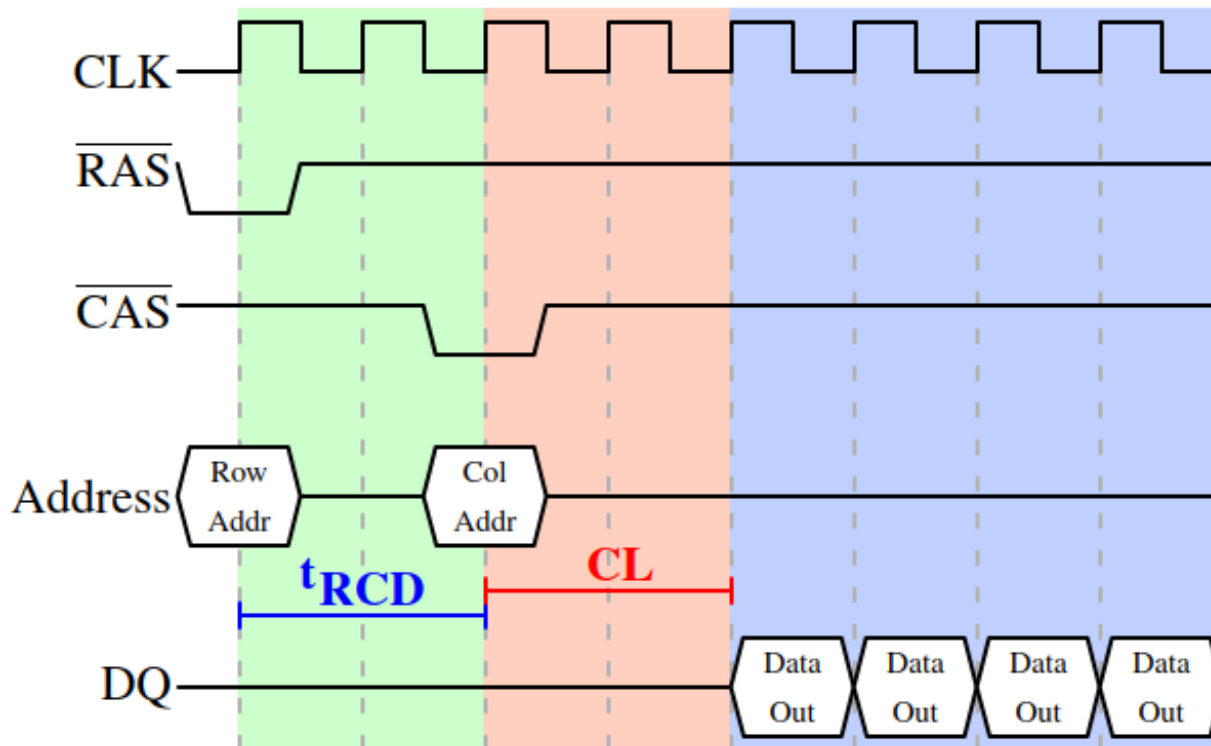 CLK
RAS
CAS
Address
Row
Addr
Col
Addr
tRCD
CL
DQ
Data
Out
Data
Out
Data
Out
Data
Out